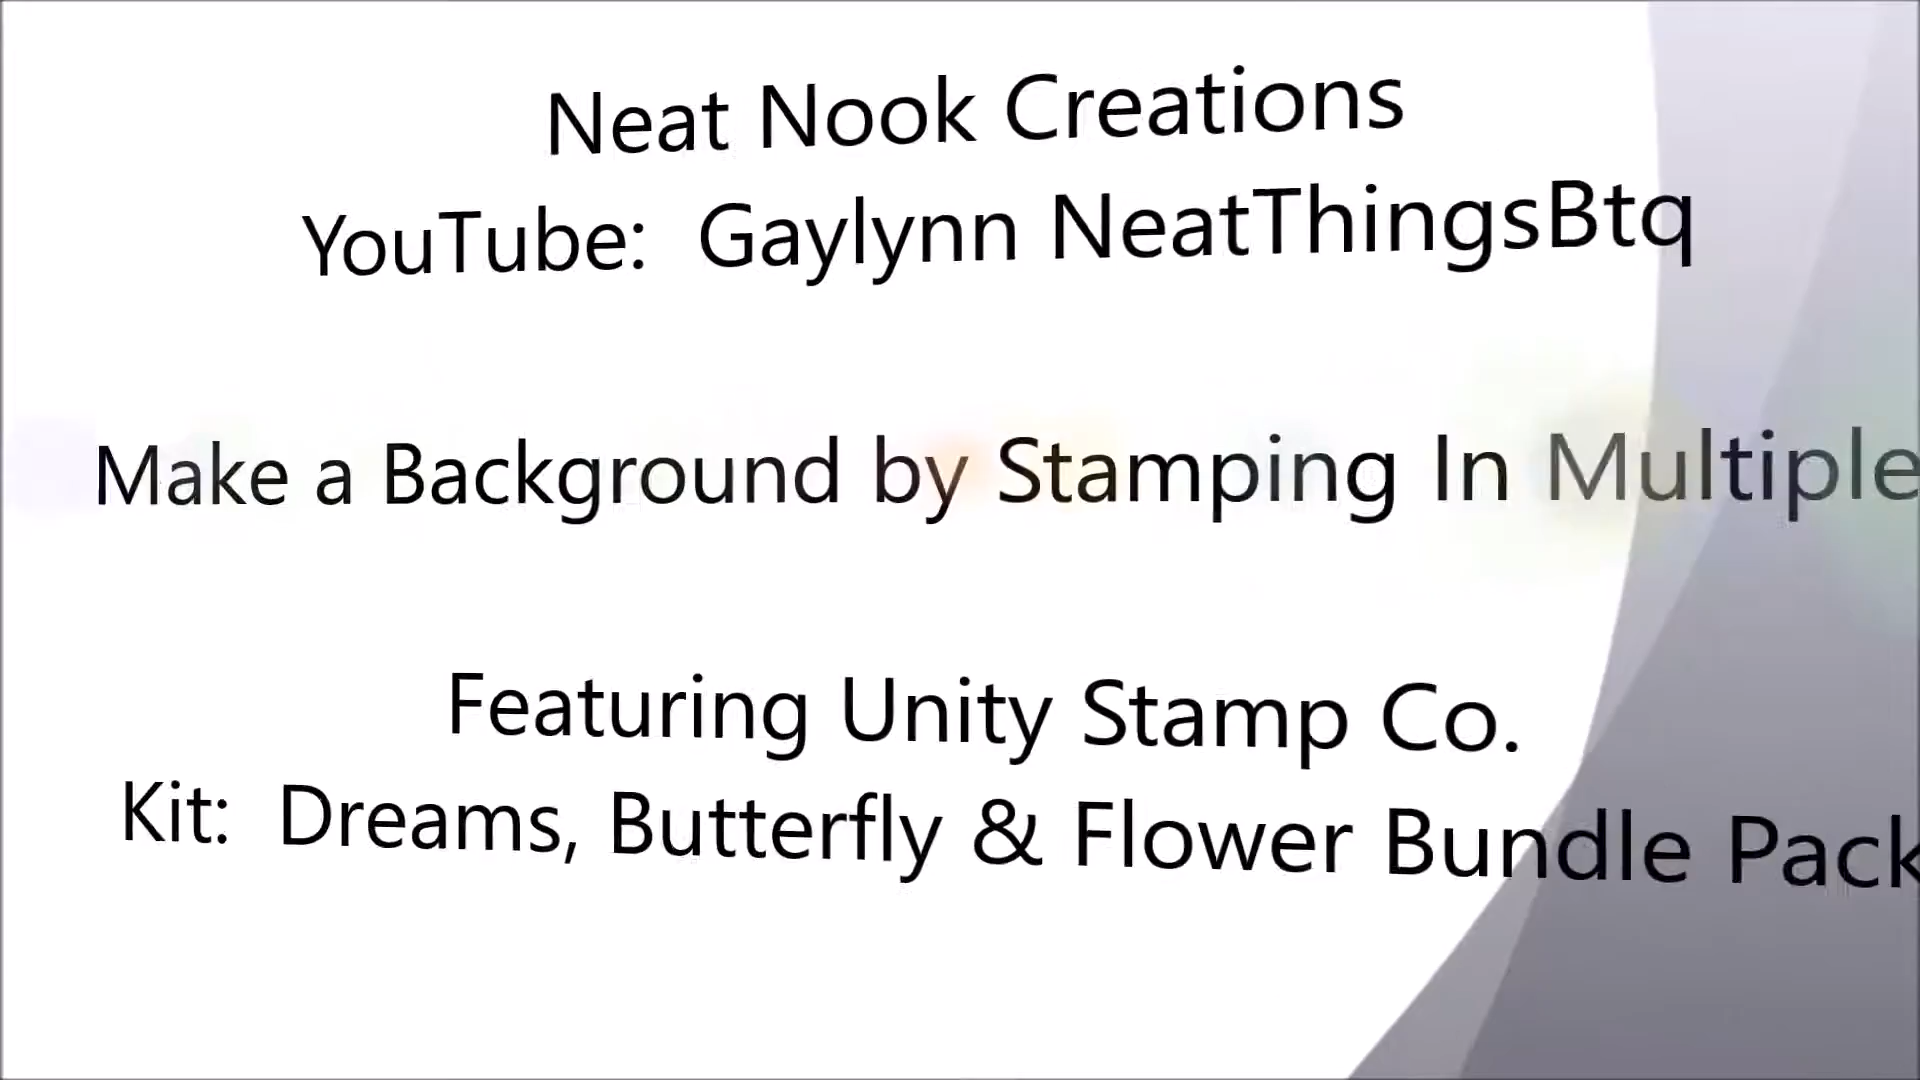 Neat Nook Creations
YouTube: Gaylynn NeatThingsBtq
Make a Background by Stamping In Multiple
Featuring Unity Stamp Co.
Kit: Dreams, Butterfly & Flower Bundle Pack